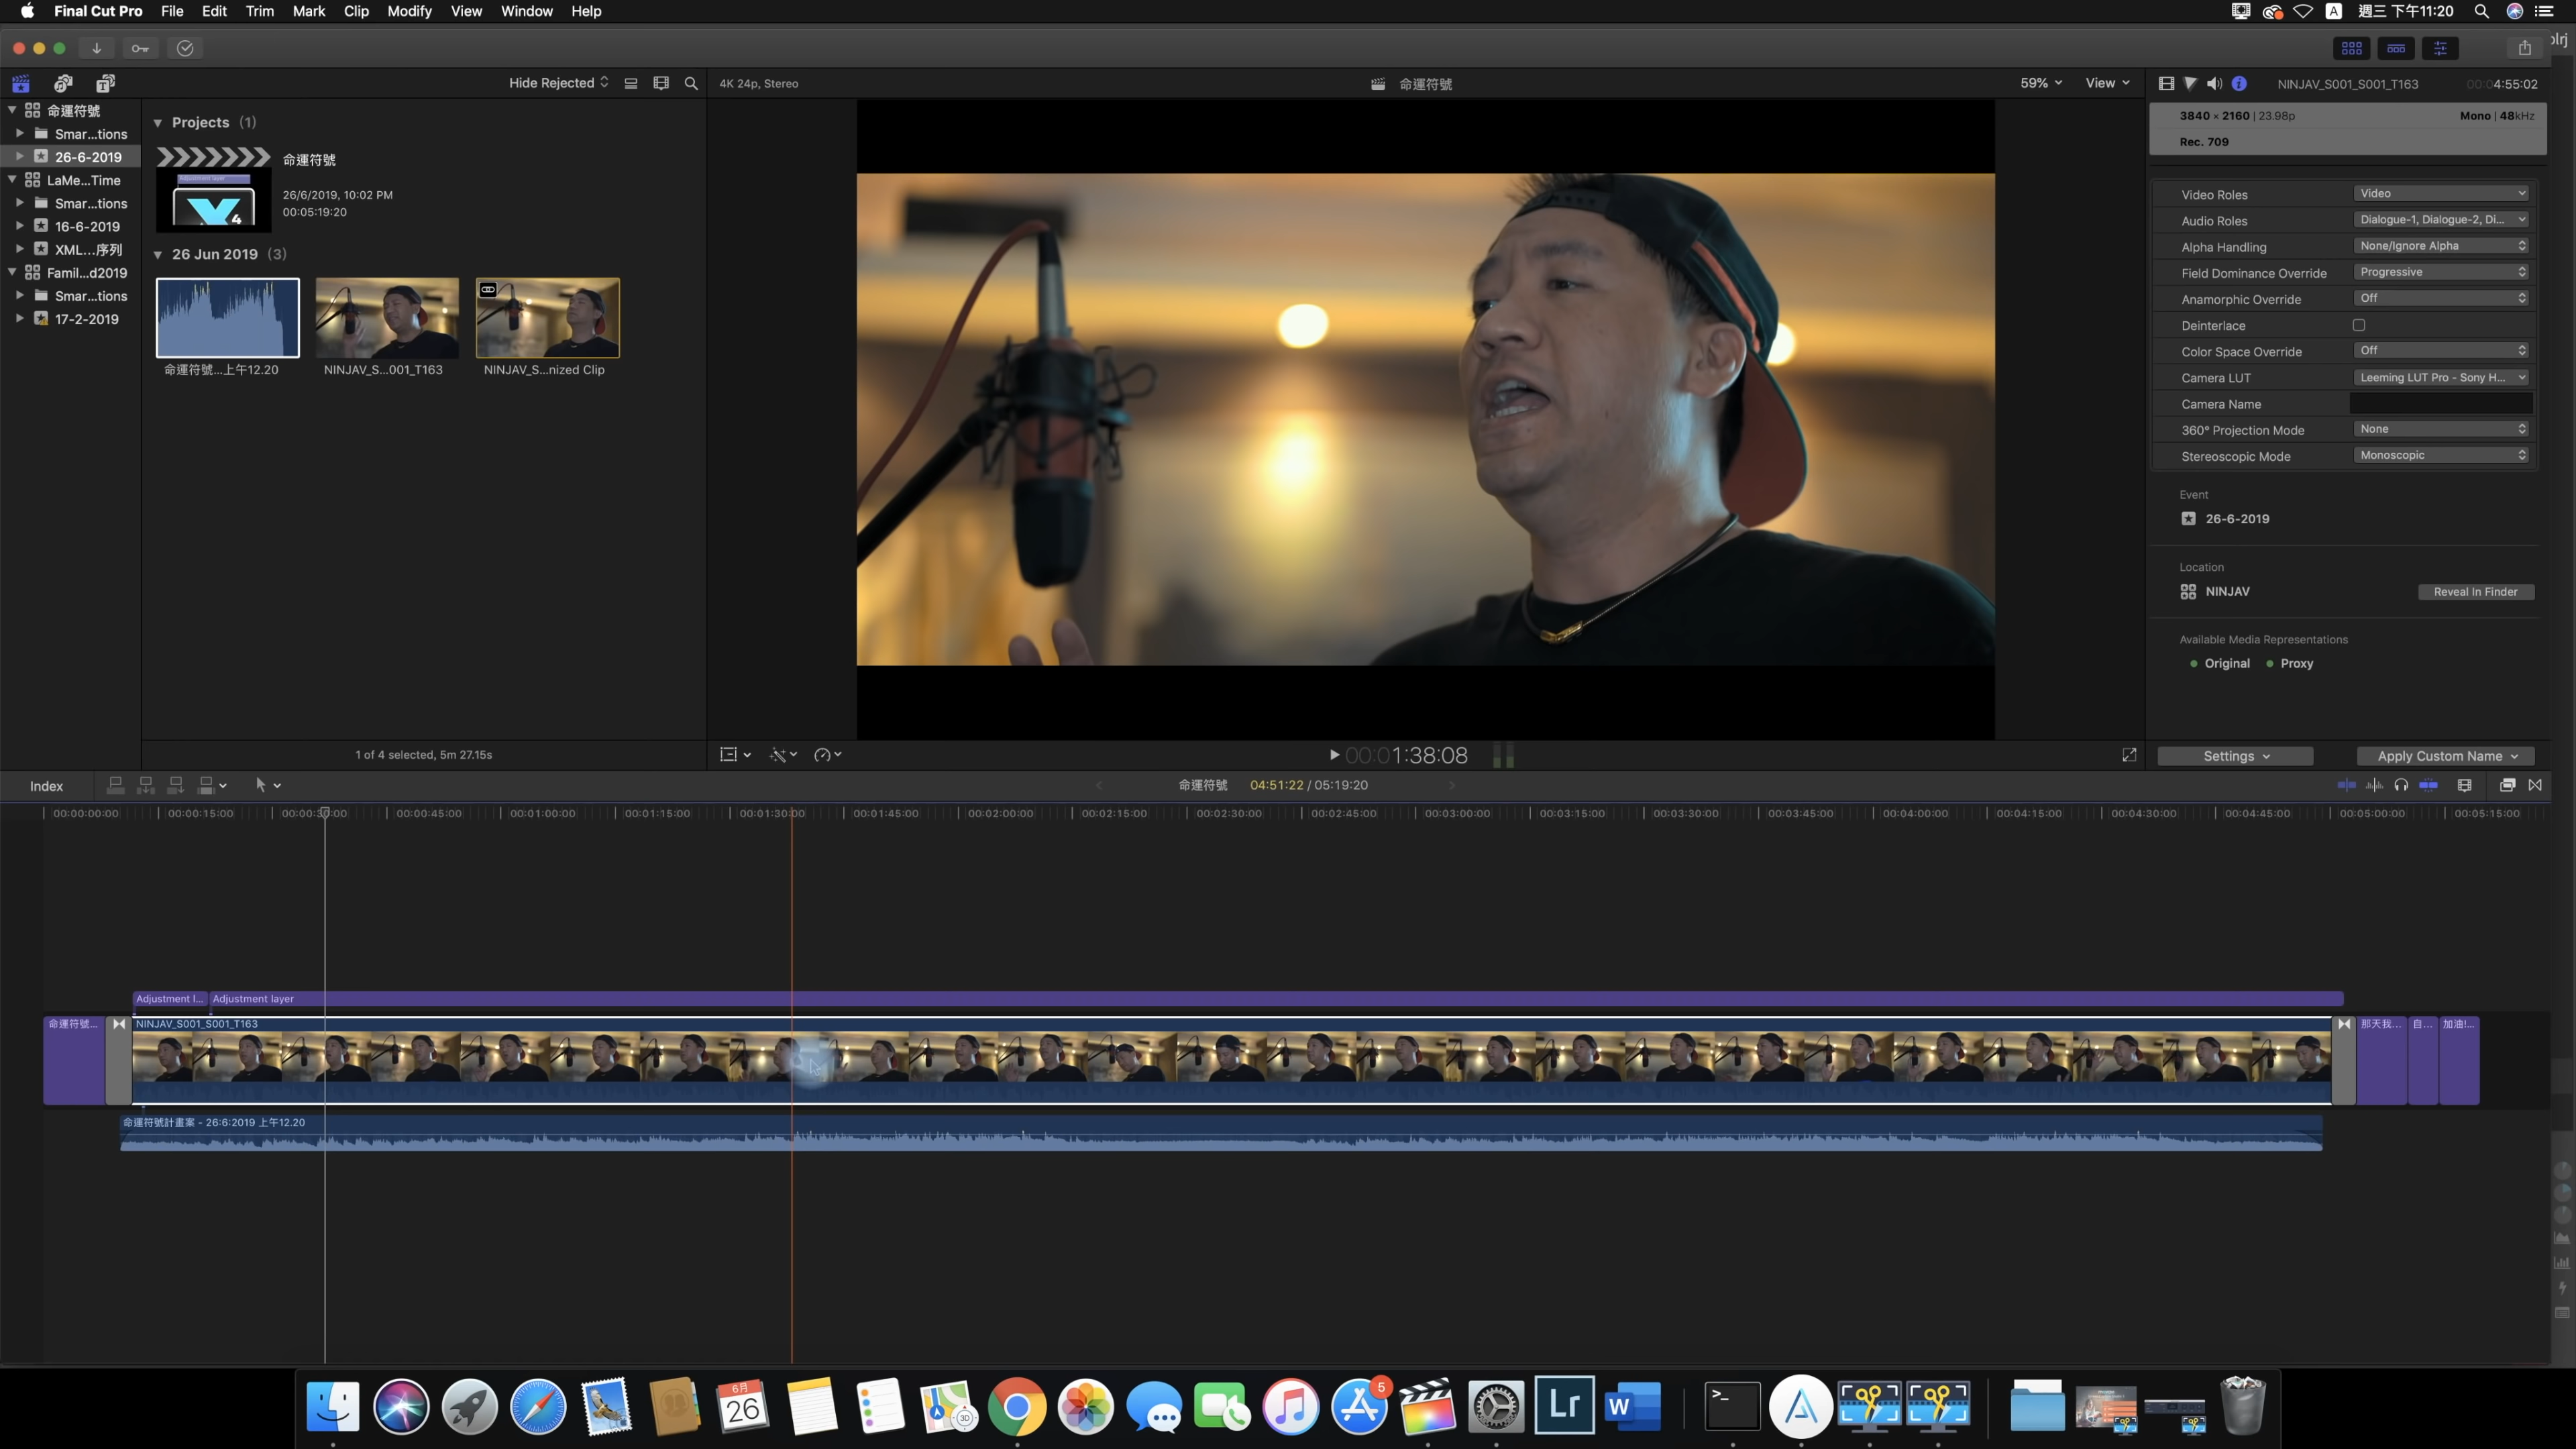 Final Cut Pro File Edit Trim Mark Clip Modify View Window Help
A 週三 下午11:20
Hide Rejected
4K 24p, Stereo
命運符號
59% View
NINJAV_S001_S001_T163
00:04:55:02
命運符號
Smar...tions
26-6-2019
LaMe...Time
Smar...tions
16-6-2019
XML...序列
Famil...d2019
Smar...tions
17-2-2019
Projects (1)
Adjustment layer
命運符號
26/6/2019, 10:02 PM
00:05:19:20
26 Jun 2019 (3)
命運符號...上午12.20
NINJAV_S...001_T163
NINJAV_S...nized Clip
1 of 4 selected, 5m 27.15s
00:01:38:08
3840 × 2160 | 23.98p
Mono | 48kHz
Rec. 709
Video Roles Video
Audio Roles Dialogue-1, Dialogue-2, Di...
Alpha Handling None/Ignore Alpha
Field Dominance Override Progressive
Anamorphic Override Off
Deinterlace
Color Space Override Off
Camera LUT Leeming LUT Pro - Sony H...
Camera Name
360° Projection Mode None
Stereoscopic Mode Monoscopic
Event
26-6-2019
Location
NINJAV Reveal In Finder
Available Media Representations
Original Proxy
Settings Apply Custom Name
Index
命運符號 04:51:22 / 05:19:20
00:00:00:00 00:00:15:00 00:00:30:00 00:00:45:00 00:01:00:00 00:01:15:00 00:01:30:00 00:01:45:00 00:02:00:00 00:02:15:00 00:02:30:00 00:02:45:00 00:03:00:00 00:03:15:00 00:03:30:00 00:03:45:00 00:04:00:00 00:04:15:00 00:04:30:00 00:04:45:00 00:05:00:00 00:05:15:00
Adjustment l... Adjustment layer
命運符號... NINJAV_S001_S001_T163 那天我... 自... 加油!...
命運符號計畫案 - 26:6:2019 上午12.20
6月
26
3D
5
Lr
W
>_